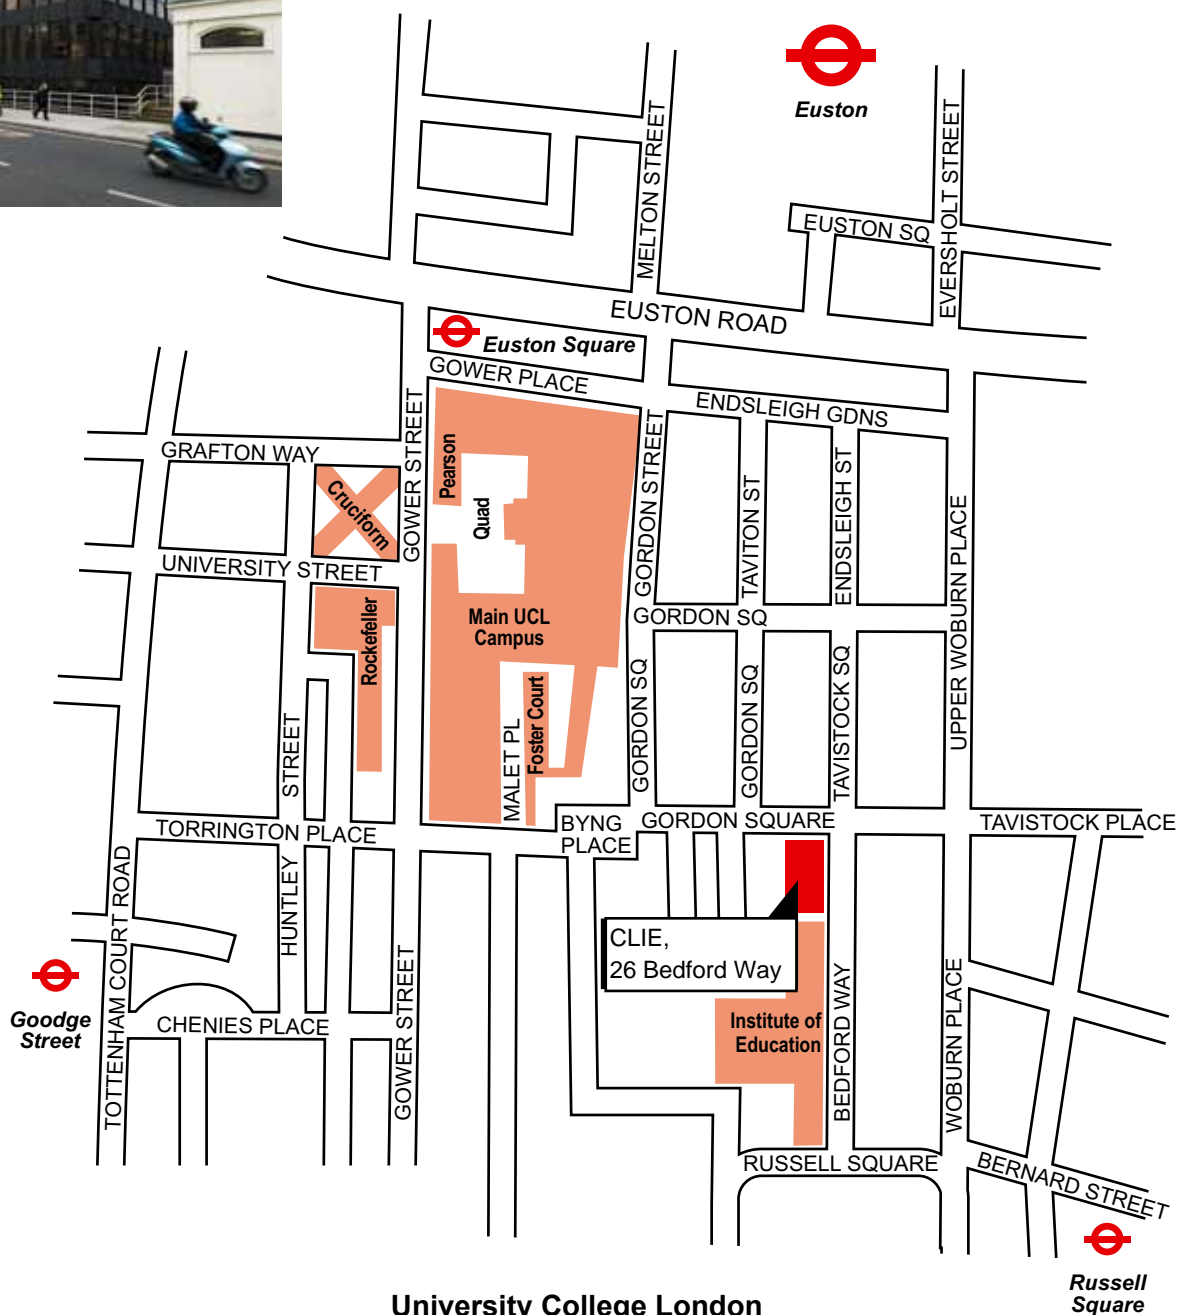 Euston
MELTON STREET
EVERSHOLT STREET
EUSTON SQ
EUSTON ROAD
Euston Square
GOWER PLACE
ENDSLEIGH GDNS
GRAFTON WAY
GOWER STREET
Pearson
Cruciform
Quad
GORDON STREET
TAVITON ST
ENDSLEIGH ST
UPPER WOBURN PLACE
UNIVERSITY STREET
Rockefeller
Main UCL
Campus
GORDON SQ
GORDON SQ
GORDON SQ
TAVISTOCK SQ
STREET
MALET PL
Foster Court
TORRINGTON PLACE
BYNG
PLACE
GORDON SQUARE
TAVISTOCK PLACE
TOTTENHAM COURT ROAD
HUNTLEY
CLIE,
26 Bedford Way
GOWER STREET
BEDFORD WAY
WOBURN PLACE
Goodge
Street
CHENIES PLACE
Institute of
Education
RUSSELL SQUARE
BERNARD STREET
Russell
Square
University College London